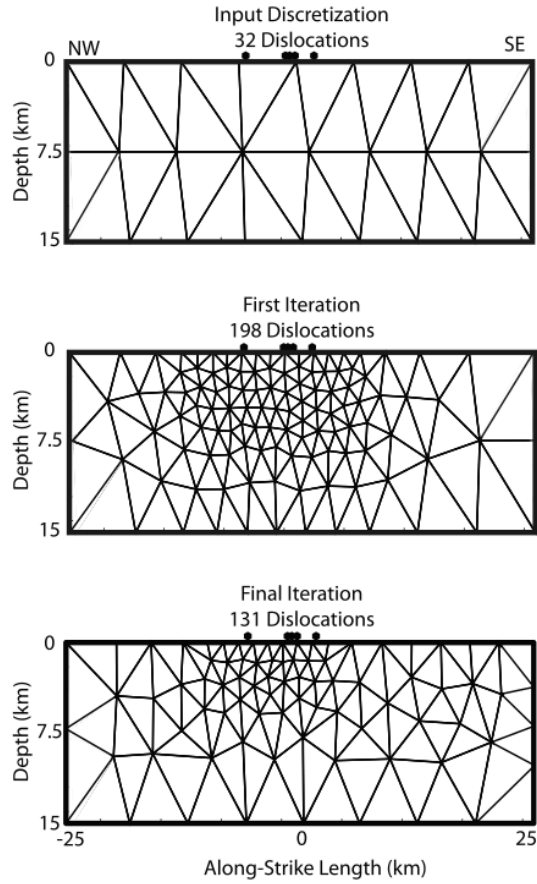 Input Discretization
32 Dislocations
NW
SE
0
Depth (km)
7.5
15
First Iteration
198 Dislocations
0
Depth (km)
7.5
15
Final Iteration
131 Dislocations
0
Depth (km)
7.5
15
-25
0
25
Along-Strike Length (km)